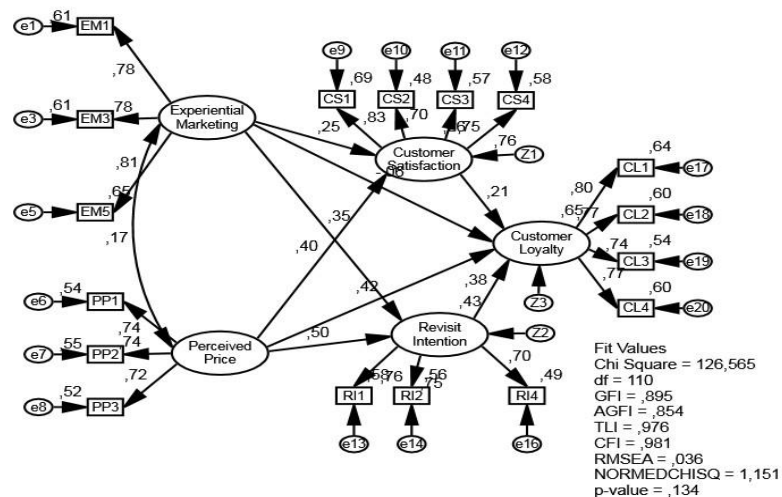 e1
,61
EM1
,78
e3
,61
EM3
,78
Experiential
Marketing
e5
,65
EM5
,81
,17
e6
,54
PP1
,74
e7
,55
PP2
,74
e8
,52
PP3
,72
Perceived
Price
e9
,69
CS1
,83
e10
,48
CS2
,70
e11
,57
CS3
,75
e12
,58
CS4
,76
Z1
Customer
Satisfaction
,25
-,06
,35
,40
,42
,50
,21
,38
,43
,65
Customer
Loyalty
Z3
,80
CL1
,64
e17
,77
CL2
,60
e18
,74
CL3
,54
e19
,77
CL4
,60
e20
Revisit
Intention
Z2
,58
,76
RI1
e13
,56
,75
RI2
e14
,70
,49
RI4
e16
Fit Values
Chi Square = 126,565
df = 110
GFI = ,895
AGFI = ,854
TLI = ,976
CFI = ,981
RMSEA = ,036
NORMEDCHISQ = 1,151
p-value = ,134